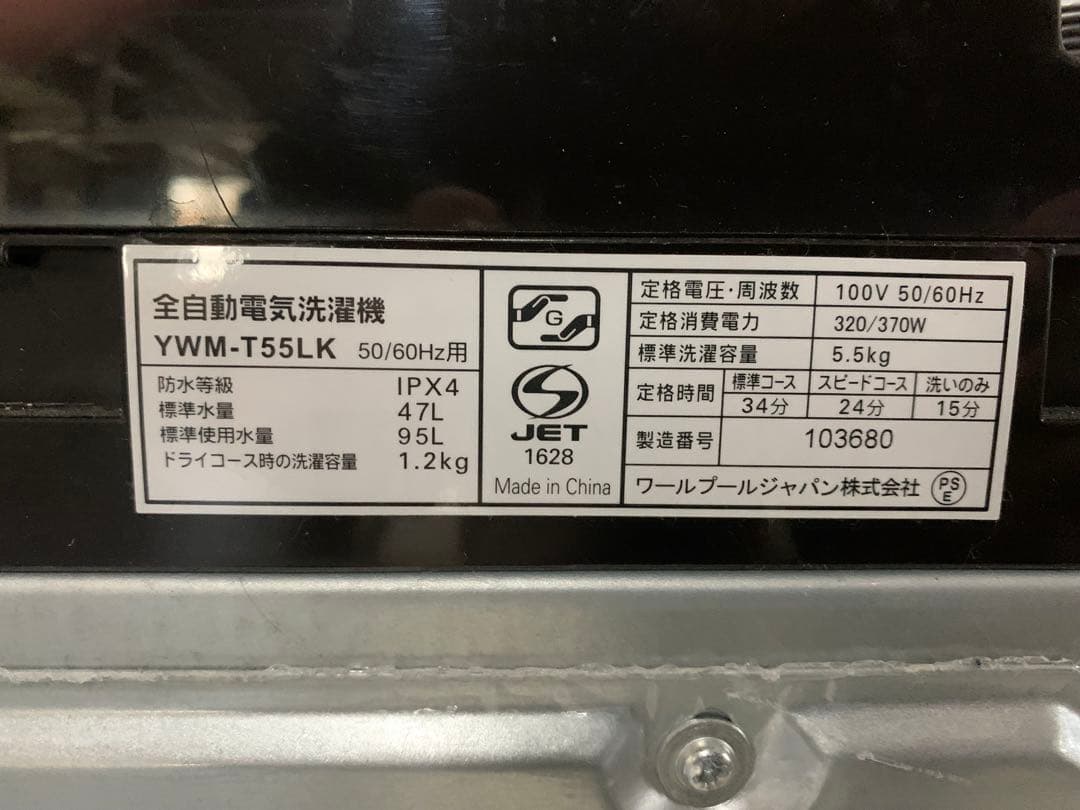 全自動電気洗濯機
YWM-T55LK 50/60Hz用
防水等級 IPX4
標準水量 47L
標準使用水量 95L
ドライコース時の洗濯容量 1.2kg
G
JET
1628
Made in China
定格電圧・周波数 100V 50/60Hz
定格消費電力 320/370W
標準洗濯容量 5.5kg
定格時間 標準コース スピードコース 洗いのみ
34分 24分 15分
製造番号 103680
ワールプールジャパン株式会社 PSE